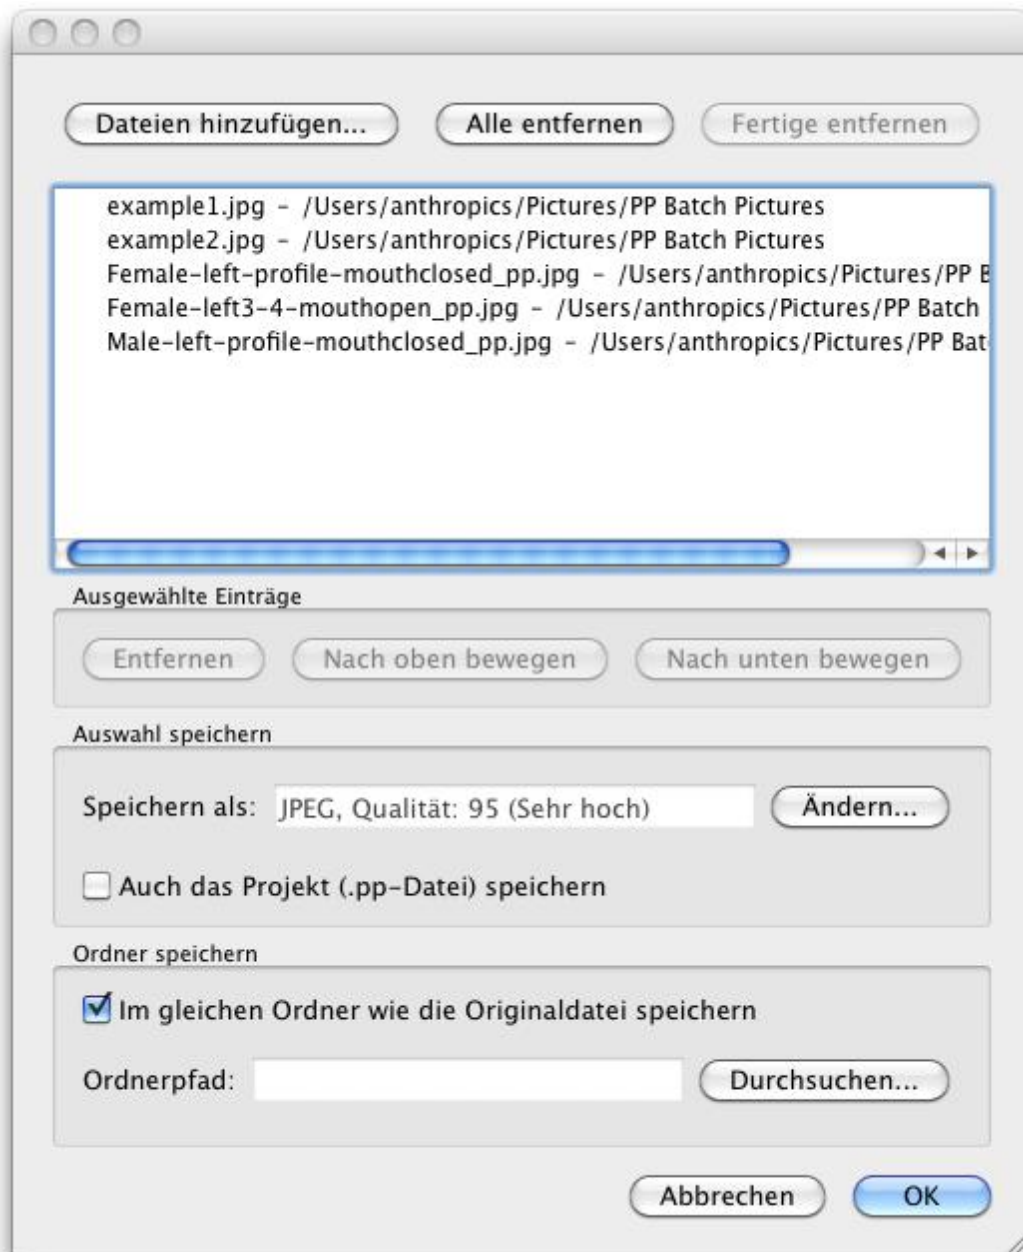 Dateien hinzufügen... Alle entfernen Fertige entfernen
example1.jpg – /Users/anthropics/Pictures/PP Batch Pictures
example2.jpg – /Users/anthropics/Pictures/PP Batch Pictures
Female-left-profile-mouthclosed_pp.jpg – /Users/anthropics/Pictures/PP B
Female-left3-4-mouthopen_pp.jpg – /Users/anthropics/Pictures/PP Batch
Male-left-profile-mouthclosed_pp.jpg – /Users/anthropics/Pictures/PP Bat
Ausgewählte Einträge
Entfernen Nach oben bewegen Nach unten bewegen
Auswahl speichern
Speichern als: JPEG, Qualität: 95 (Sehr hoch) Ändern...
Auch das Projekt (.pp-Datei) speichern
Ordner speichern
Im gleichen Ordner wie die Originaldatei speichern
Ordnerpfad: Durchsuchen...
Abbrechen OK